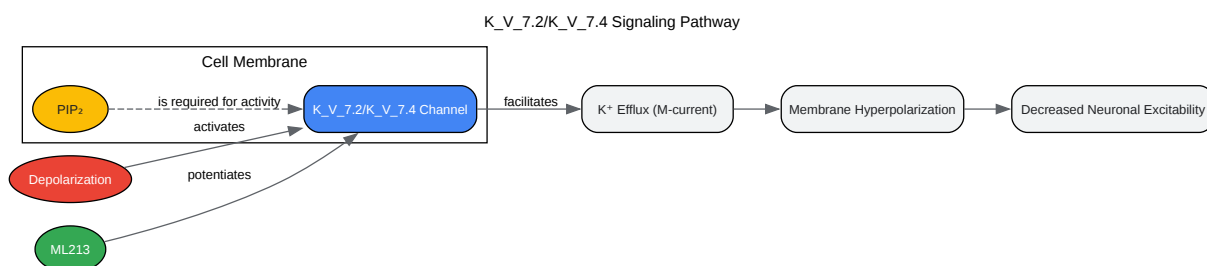 K_V_7.2/K_V_7.4 Signaling Pathway
Cell Membrane
PIP₂
is required for activity
K_V_7.2/K_V_7.4 Channel
facilitates
K⁺ Efflux (M-current)
Membrane Hyperpolarization
Decreased Neuronal Excitability
activates
Depolarization
potentiates
ML213